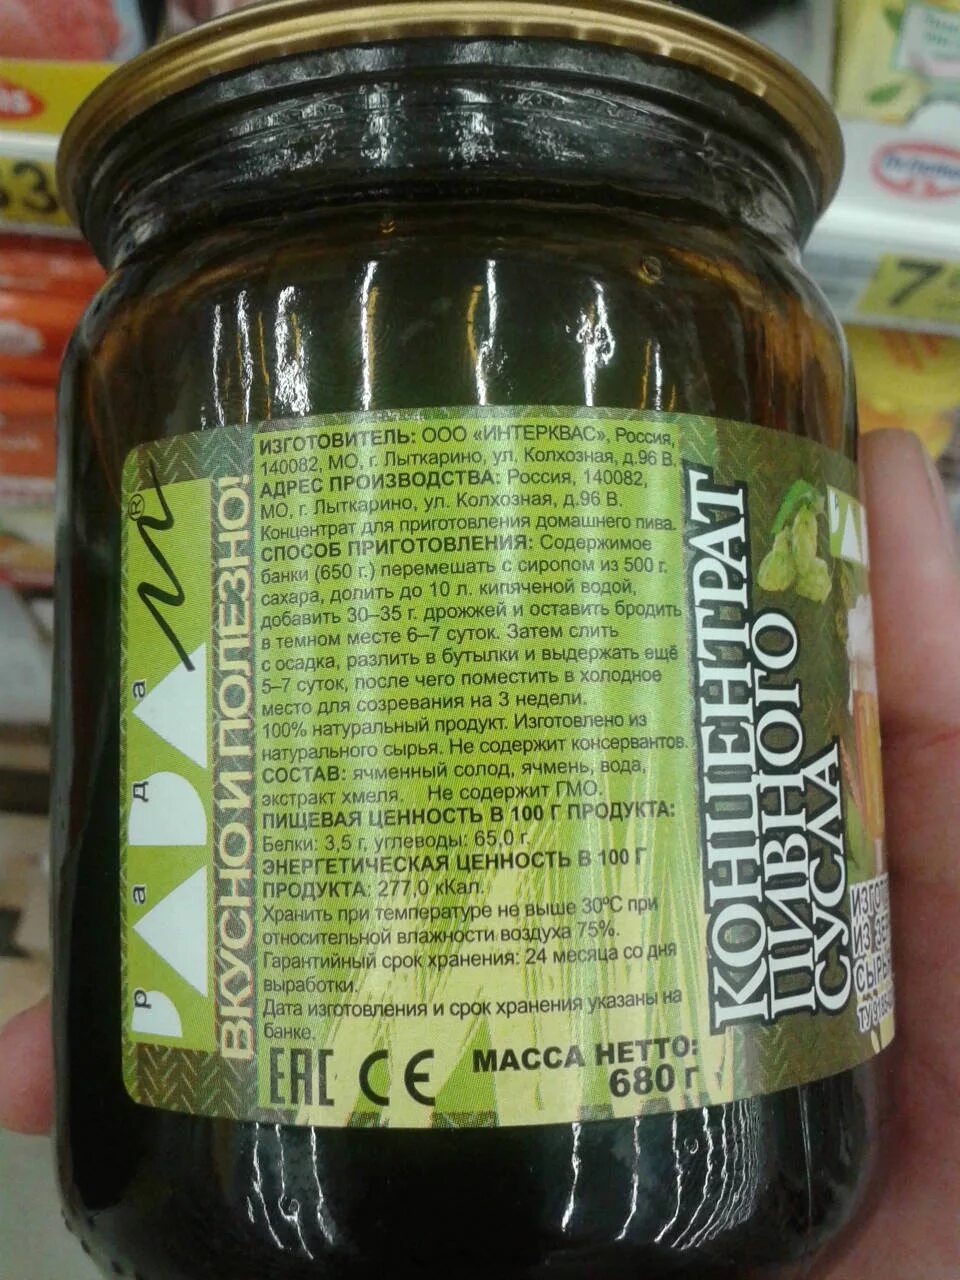 ИЗГОТОВИТЕЛЬ: ООО «ИНТЕРКВАС», Россия,
140082, МО, г. Лыткарино, ул. Колхозная, д.96 В.
АДРЕС ПРОИЗВОДСТВА: Россия, 140082,
МО, г. Лыткарино, ул. Колхозная, д.96 В.
Концентрат для приготовления домашнего пива.
СПОСОБ ПРИГОТОВЛЕНИЯ: Содержимое
банки (650 г.) перемешать с сиропом из 500 г.
сахара, долить до 10 л. кипяченой водой,
добавить 30–35 г. дрожжей и оставить бродить
в темном месте 6–7 суток. Затем слить
с осадка, разлить в бутылки и выдержать ещё
5–7 суток, после чего поместить в холодное
место для созревания на 3 недели.
100% натуральный продукт. Изготовлено из
натурального сырья. Не содержит консервантов.
СОСТАВ: ячменный солод, ячмень, вода,
экстракт хмеля. Не содержит ГМО.
ПИЩЕВАЯ ЦЕННОСТЬ В 100 Г ПРОДУКТА:
Белки: 3,5 г, углеводы: 65,0 г.
ЭНЕРГЕТИЧЕСКАЯ ЦЕННОСТЬ В 100 Г
ПРОДУКТА: 277,0 кКал.
Хранить при температуре не выше 30°С при
относительной влажности воздуха 75%.
Гарантийный срок хранения: 24 месяца со дня
выработки.
Дата изготовления и срок хранения указаны на
банке.
EAC CE
МАССА НЕТТО:
680 г
радам
®
ВКУСНО И ПОЛЕЗНО!
КОНЦЕНТРАТ
ПИВНОГО
СУСЛА
ИЗ
ТУ